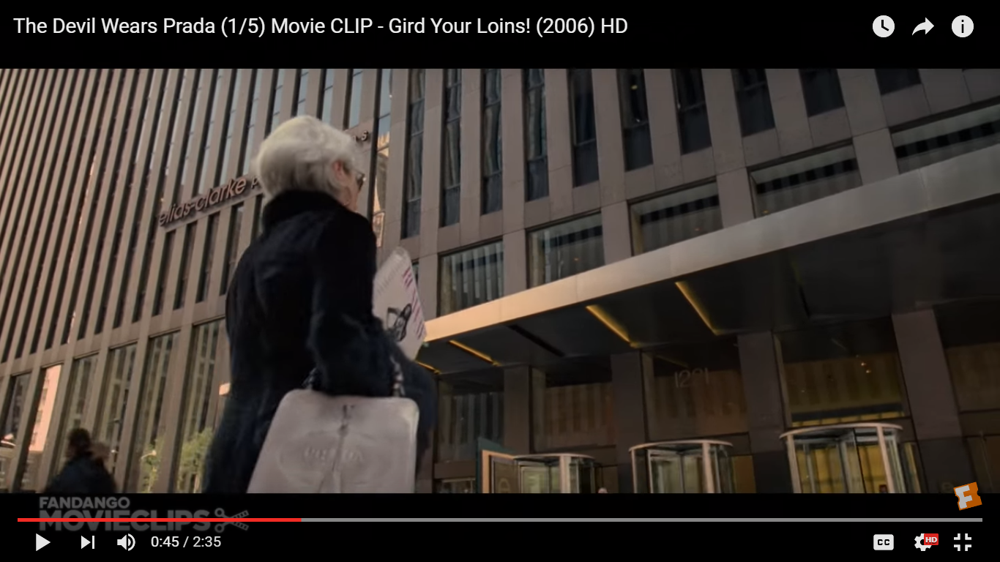 The Devil Wears Prada (1/5) Movie CLIP - Gird Your Loins! (2006) HD
elias-clarke
PRADA
1221
FANDANGO
MOVIECLIPS
F
0:45 / 2:35
CC
HD